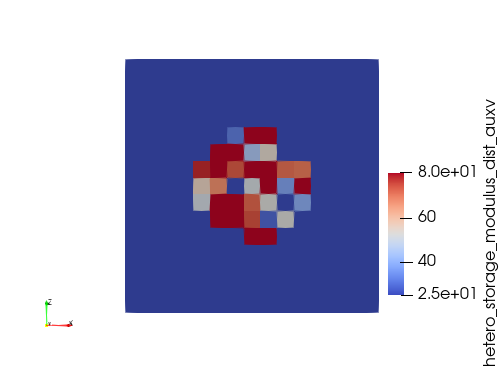 8.0e+01
60
40
2.5e+01
hetero_storage_modulus_dist_auxv
Z
Y
X